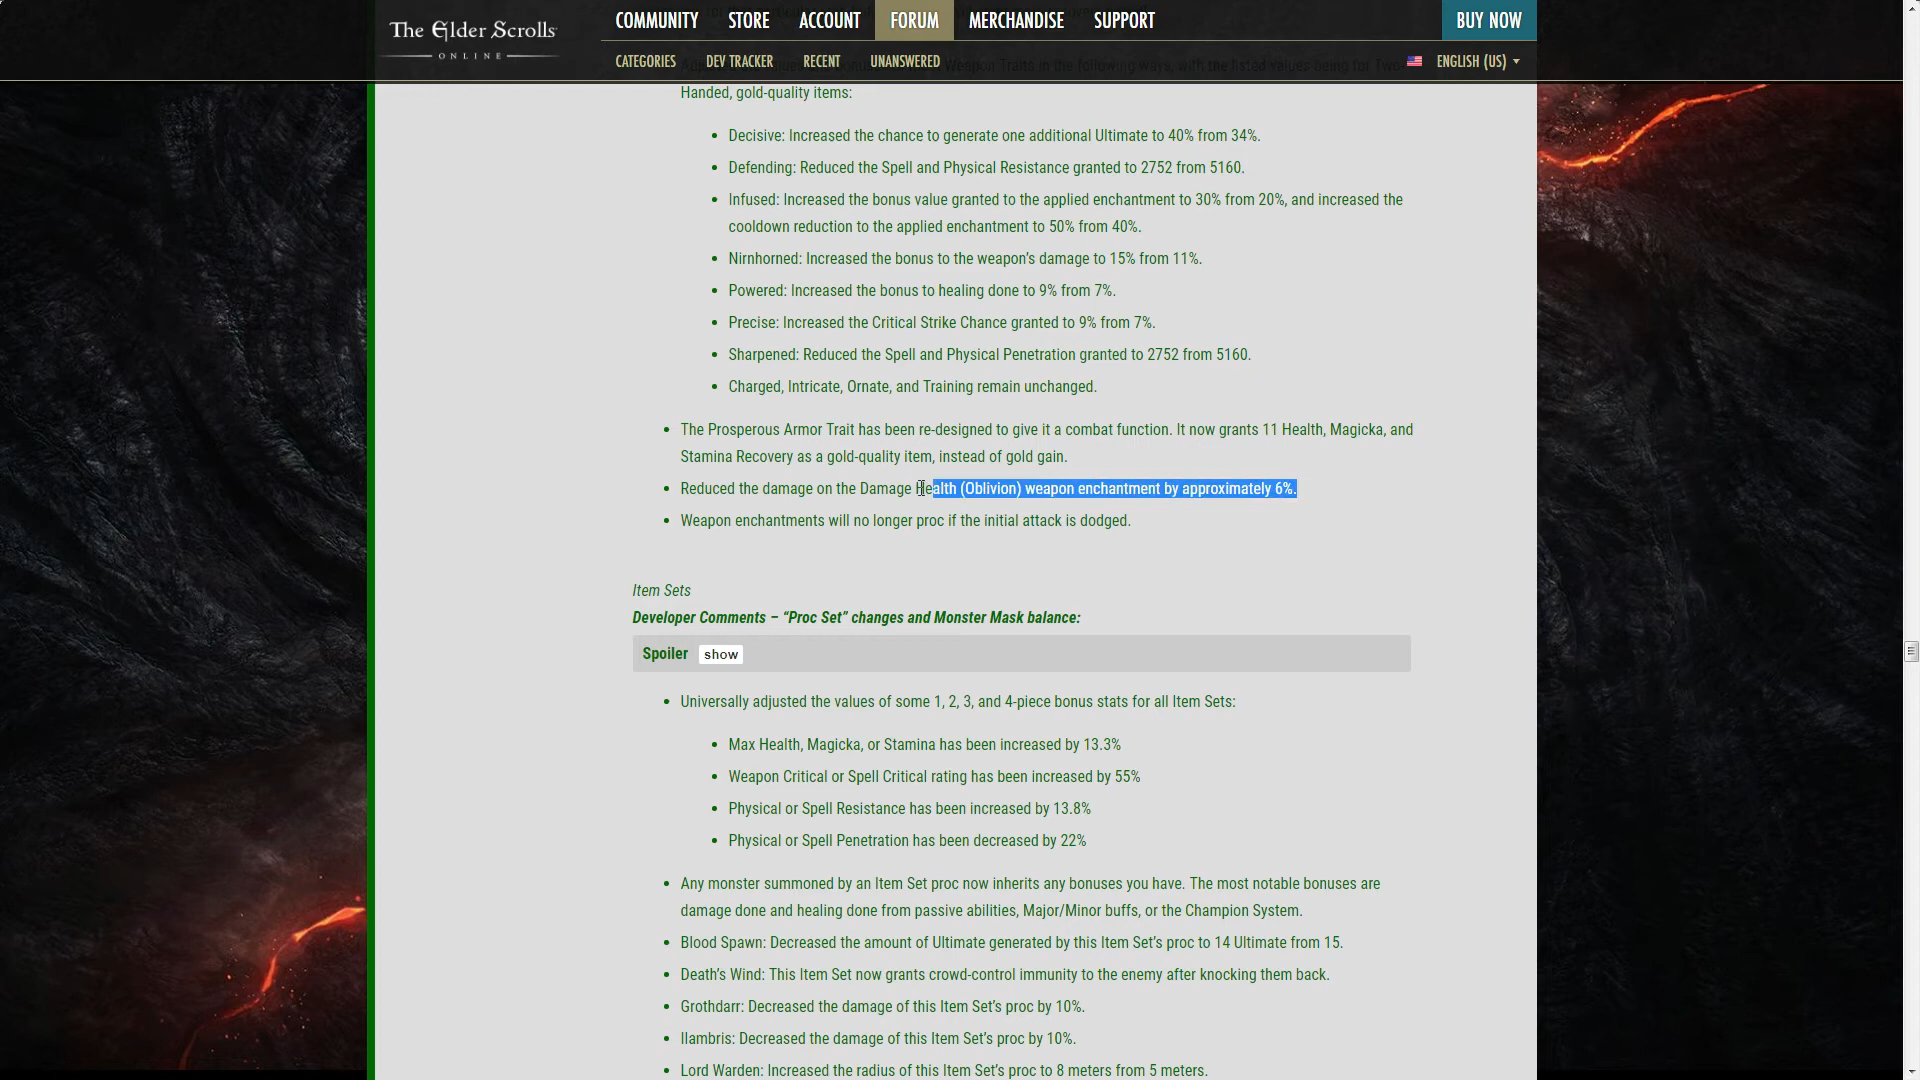 The Elder Scrolls
ONLINE
COMMUNITY STORE ACCOUNT FORUM MERCHANDISE SUPPORT
BUY NOW
CATEGORIES DEV TRACKER RECENT UNANSWERED
ENGLISH (US)
Weapon Traits in the following ways, with the listed values being for Two-
Handed, gold-quality items:
Decisive: Increased the chance to generate one additional Ultimate to 40% from 34%.
Defending: Reduced the Spell and Physical Resistance granted to 2752 from 5160.
Infused: Increased the bonus value granted to the applied enchantment to 30% from 20%, and increased the
cooldown reduction to the applied enchantment to 50% from 40%.
Nirnhorned: Increased the bonus to the weapon's damage to 15% from 11%.
Powered: Increased the bonus to healing done to 9% from 7%.
Precise: Increased the Critical Strike Chance granted to 9% from 7%.
Sharpened: Reduced the Spell and Physical Penetration granted to 2752 from 5160.
Charged, Intricate, Ornate, and Training remain unchanged.
The Prosperous Armor Trait has been re-designed to give it a combat function. It now grants 11 Health, Magicka, and
Stamina Recovery as a gold-quality item, instead of gold gain.
Reduced the damage on the Damage Health (Oblivion) weapon enchantment by approximately 6%.
Weapon enchantments will no longer proc if the initial attack is dodged.
Item Sets
Developer Comments – “Proc Set” changes and Monster Mask balance:
Spoiler show
Universally adjusted the values of some 1, 2, 3, and 4-piece bonus stats for all Item Sets:
Max Health, Magicka, or Stamina has been increased by 13.3%
Weapon Critical or Spell Critical rating has been increased by 55%
Physical or Spell Resistance has been increased by 13.8%
Physical or Spell Penetration has been decreased by 22%
Any monster summoned by an Item Set proc now inherits any bonuses you have. The most notable bonuses are
damage done and healing done from passive abilities, Major/Minor buffs, or the Champion System.
Blood Spawn: Decreased the amount of Ultimate generated by this Item Set's proc to 14 Ultimate from 15.
Death's Wind: This Item Set now grants crowd-control immunity to the enemy after knocking them back.
Grothdarr: Decreased the damage of this Item Set's proc by 10%.
Ilambris: Decreased the damage of this Item Set's proc by 10%.
Lord Warden: Increased the radius of this Item Set's proc to 8 meters from 5 meters.